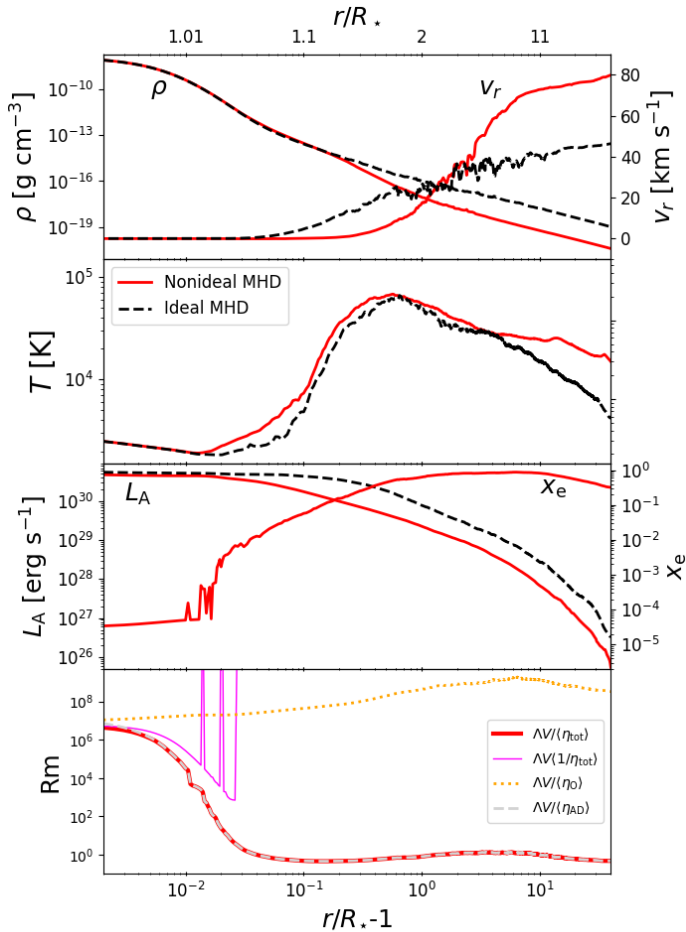 r/R⋆
1.01 1.1 2 11
ρ [g cm⁻³]
10⁻¹⁰
10⁻¹³
10⁻¹⁶
10⁻¹⁹
ρ
v_r
80
60
40
20
0
v_r [km s⁻¹]
T [K]
10⁵
10⁴
Nonideal MHD
Ideal MHD
L_A [erg s⁻¹]
10³⁰
10²⁹
10²⁸
10²⁷
10²⁶
L_A
x_e
10⁰
10⁻¹
10⁻²
10⁻³
10⁻⁴
10⁻⁵
x_e
Rm
10⁸
10⁶
10⁴
10²
10⁰
ΛV/⟨η_tot⟩
ΛV⟨1/η_tot⟩
ΛV/⟨η_O⟩
ΛV/⟨η_AD⟩
10⁻² 10⁻¹ 10⁰ 10¹
r/R⋆-1